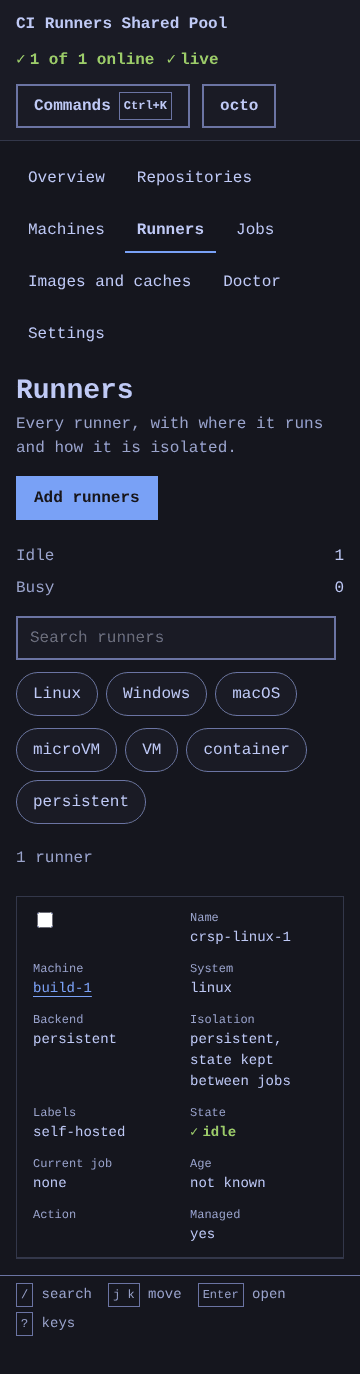 CI Runners Shared Pool
✓ 1 of 1 online ✓ live
Commands Ctrl+K octo
Overview Repositories
Machines Runners Jobs
Images and caches Doctor
Settings
Runners
Every runner, with where it runs
and how it is isolated.
Add runners
Idle 1
Busy 0
Search runners
Linux Windows macOS
microVM VM container
persistent
1 runner
Name
crsp-linux-1
Machine System
build-1 linux
Backend Isolation
persistent persistent,
state kept
between jobs
Labels State
self-hosted ✓ idle
Current job Age
none not known
Action Managed
yes
/ search j k move Enter open
? keys